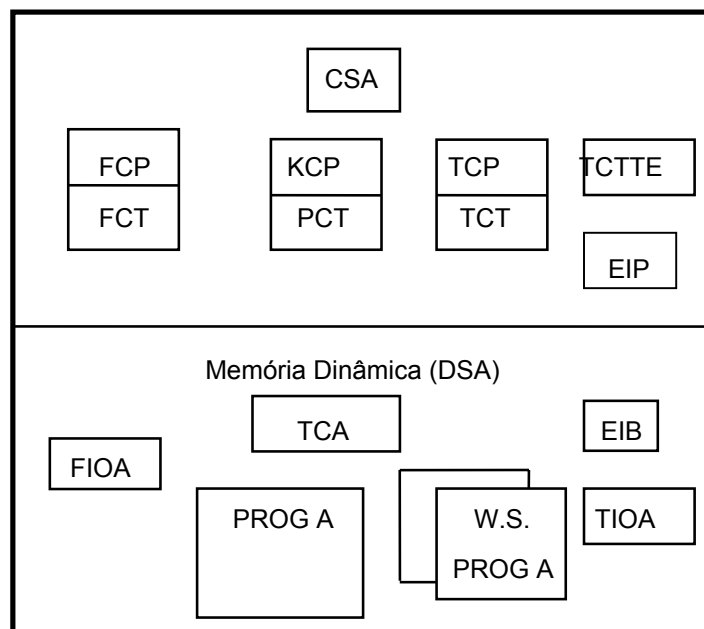 CSA
FCP
KCP
TCP
TCTTE
FCT
PCT
TCT
EIP
Memória Dinâmica (DSA)
TCA
EIB
FIOA
PROG A
W.S.
PROG A
TIOA